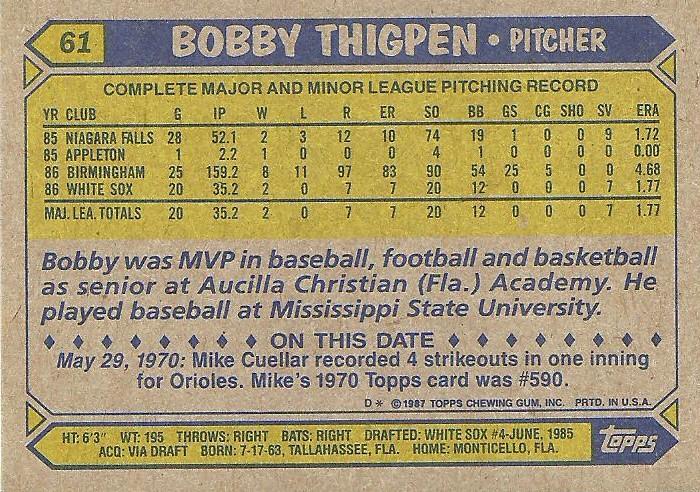 61 BOBBY THIGPEN • PITCHER
COMPLETE MAJOR AND MINOR LEAGUE PITCHING RECORD
YR CLUB G IP W L R ER SO BB GS CG SHO SV ERA
85 NIAGARA FALLS 28 52.1 2 3 12 10 74 19 1 0 0 9 1.72
85 APPLETON 1 2.2 1 0 0 0 4 1 0 0 0 0 0.00
86 BIRMINGHAM 25 159.2 8 11 97 83 90 54 25 5 0 0 4.68
86 WHITE SOX 20 35.2 2 0 7 7 20 12 0 0 0 7 1.77
MAJ. LEA. TOTALS 20 35.2 2 0 7 7 20 12 0 0 0 7 1.77
Bobby was MVP in baseball, football and basketball
as senior at Aucilla Christian (Fla.) Academy. He
played baseball at Mississippi State University.
♦ ♦ ♦ ♦ ♦ ♦ ♦ ♦ ON THIS DATE ♦ ♦ ♦ ♦ ♦ ♦ ♦ ♦
May 29, 1970: Mike Cuellar recorded 4 strikeouts in one inning
for Orioles. Mike's 1970 Topps card was #590.
D* ©1987 TOPPS CHEWING GUM, INC. PRTD. IN U.S.A.
HT: 6'3" WT: 195 THROWS: RIGHT BATS: RIGHT DRAFTED: WHITE SOX #4-JUNE, 1985
ACQ: VIA DRAFT BORN: 7-17-63, TALLAHASSEE, FLA. HOME: MONTICELLO, FLA.
TOPPS